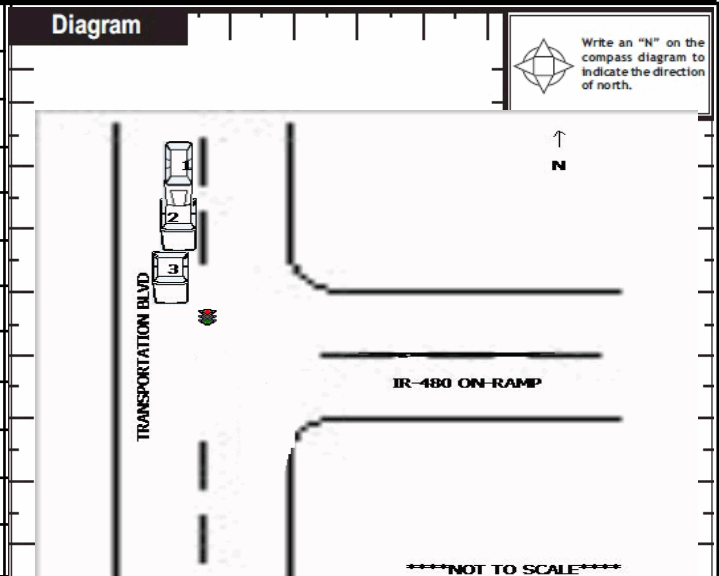 Diagram
Write an “N” on the
compass diagram to
indicate the direction
of north.
N
1
2
3
TRANSPORTATION BLVD
IR-480 ON-RAMP
****NOT TO SCALE****